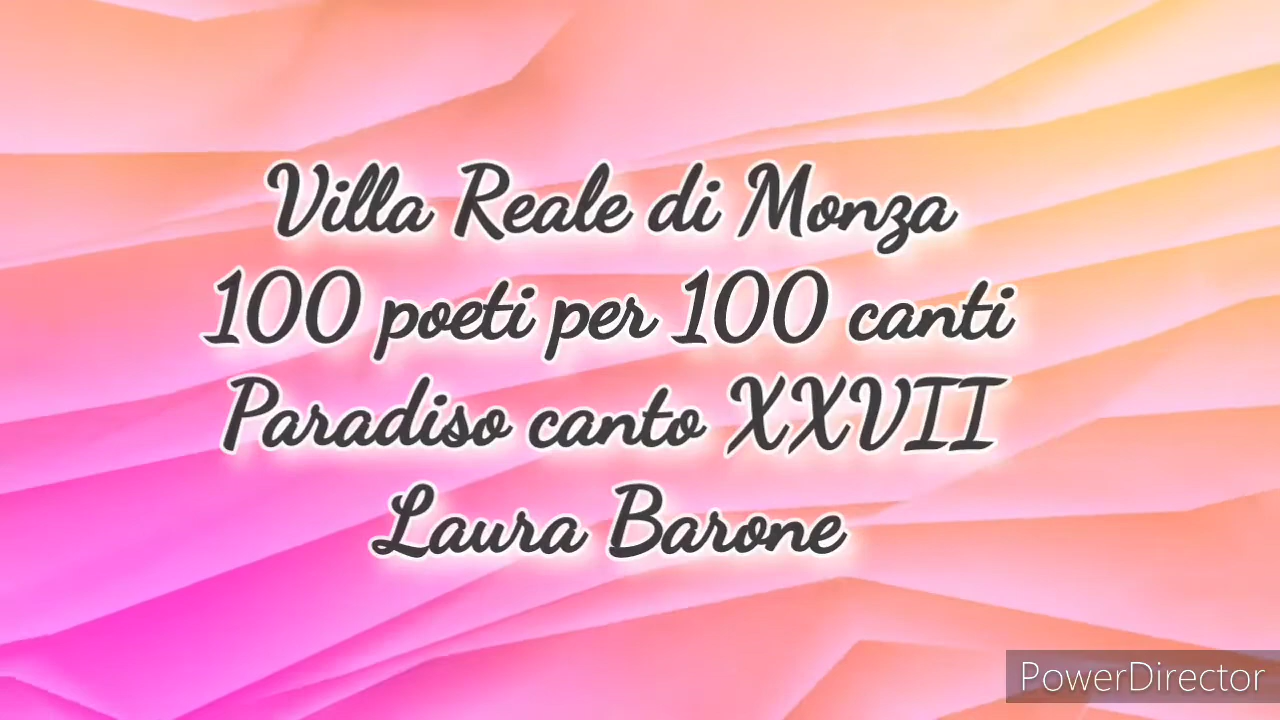 Villa Reale di Monza
100 poeti per 100 canti
Paradiso canto XXVII
Laura Barone
PowerDirector